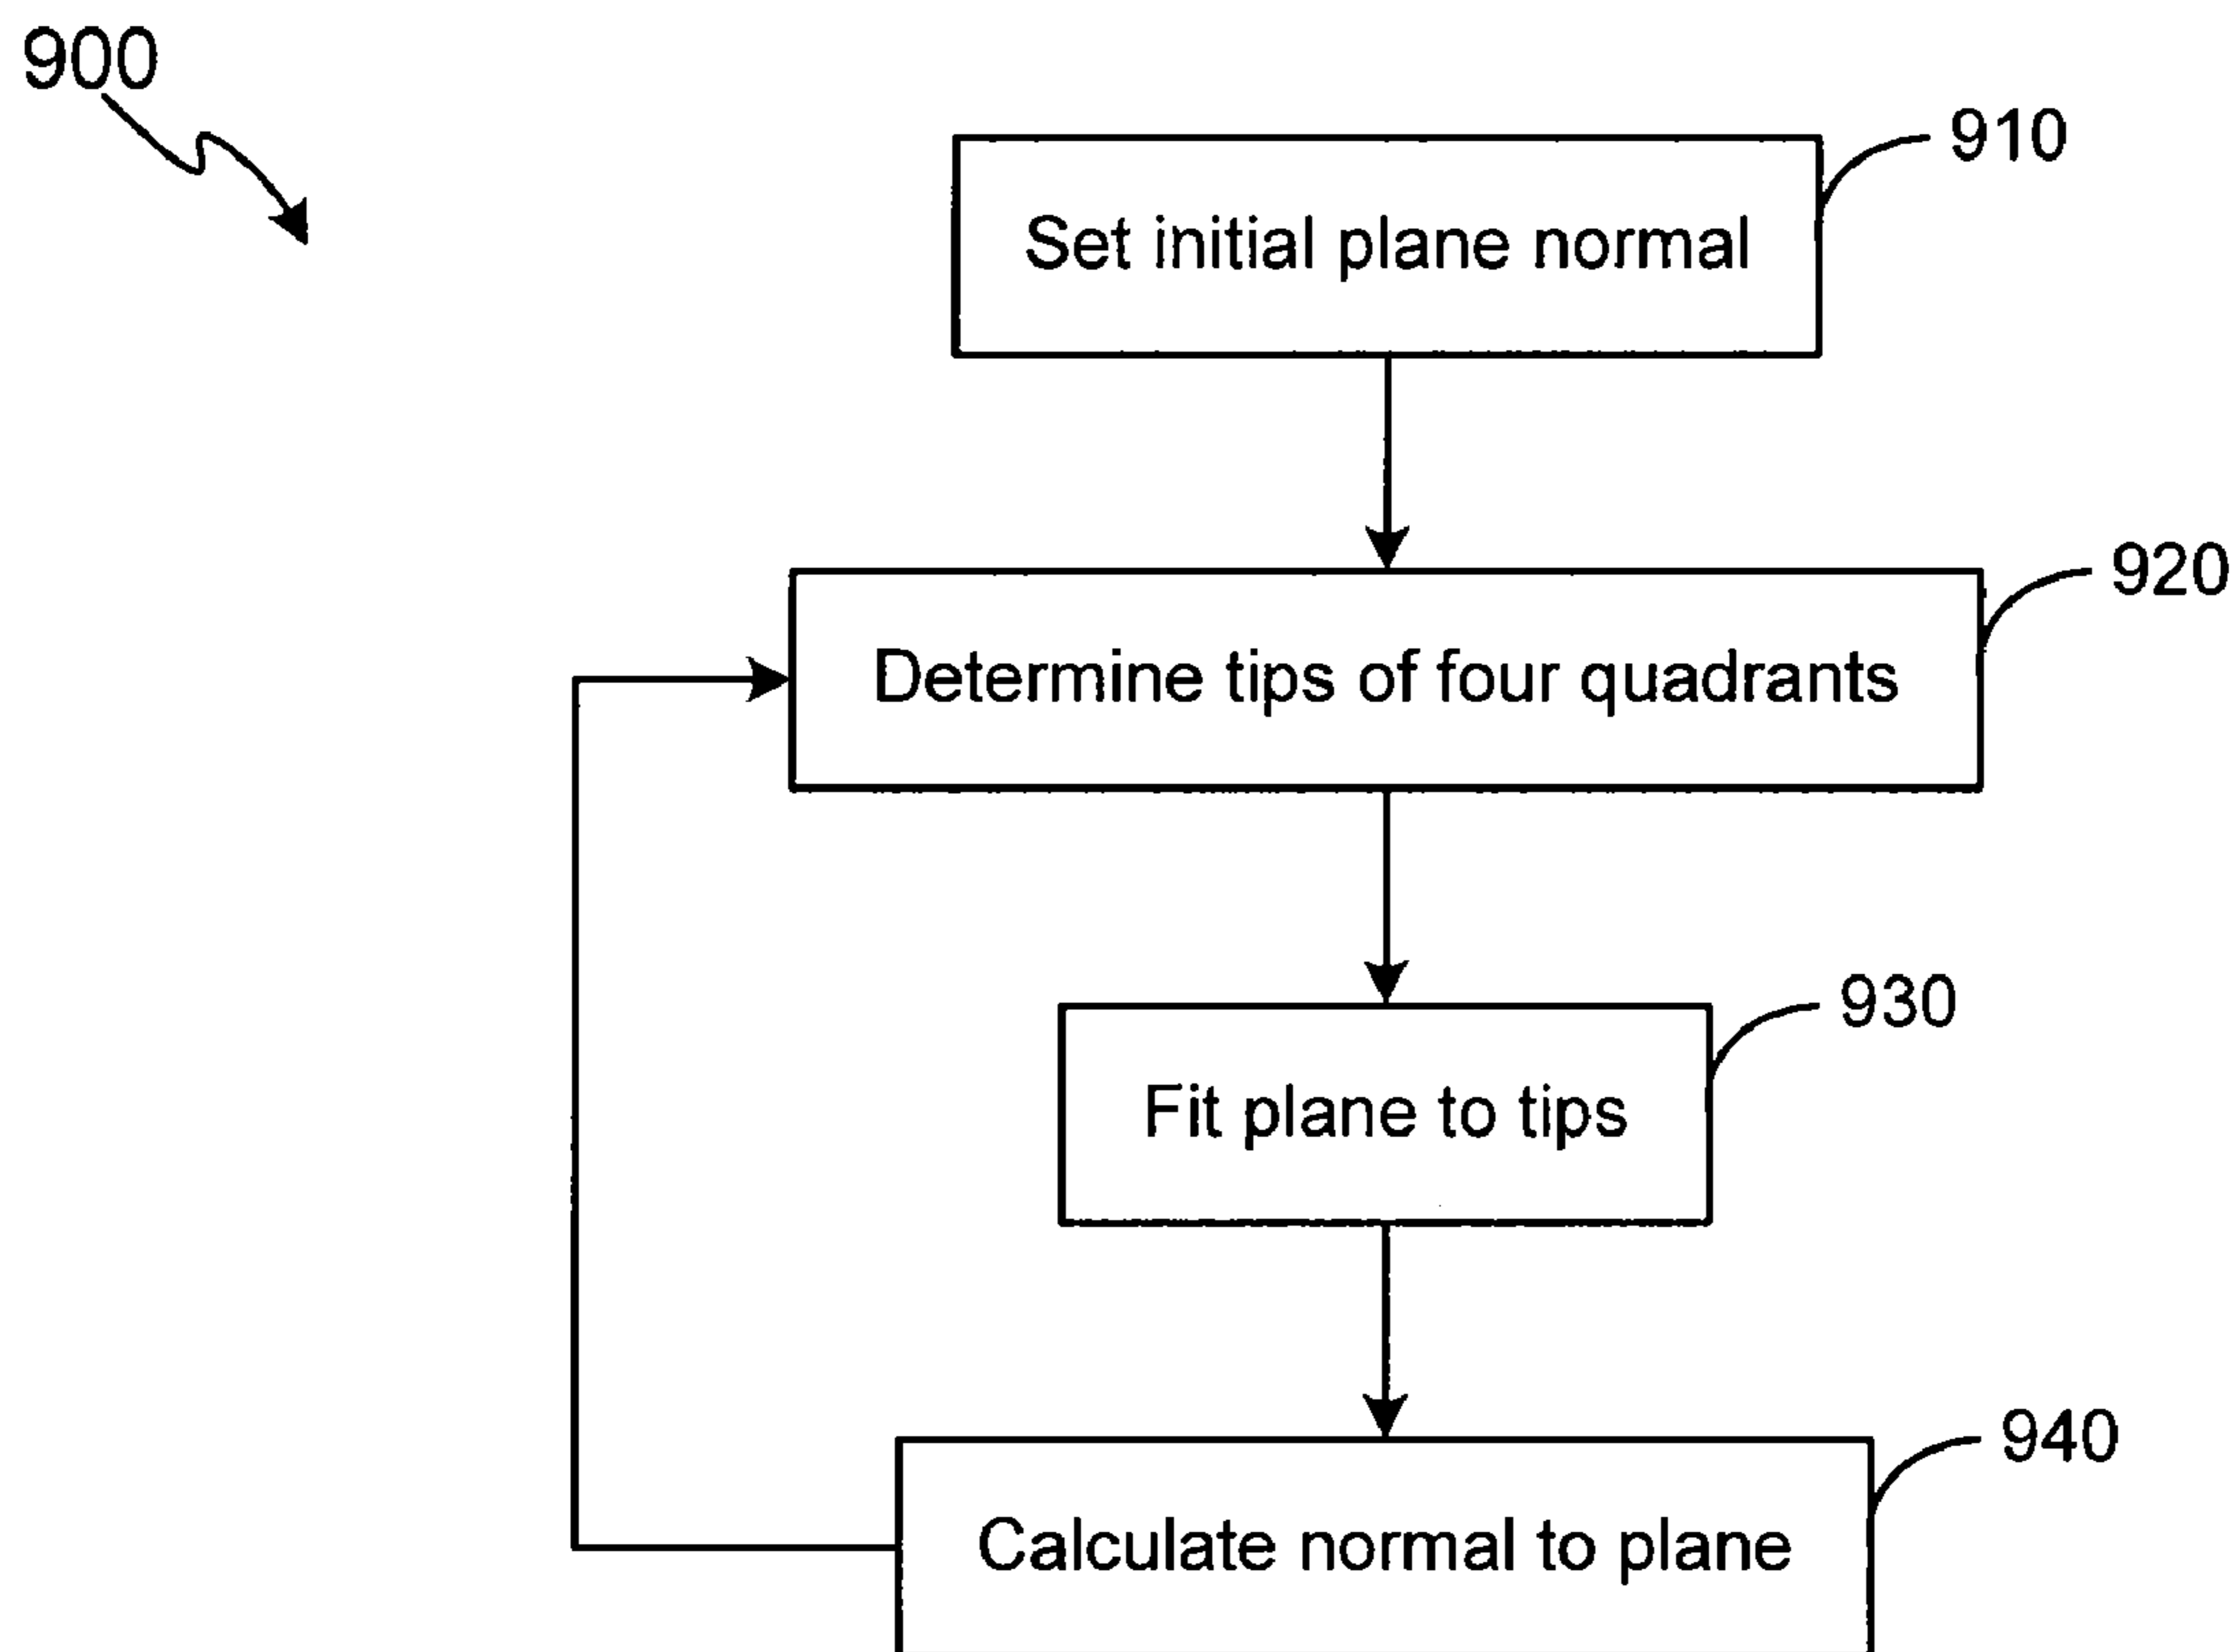 900
910
Set initial plane normal
920
Determine tips of four quadrants
930
Fit plane to tips
940
Calculate normal to plane